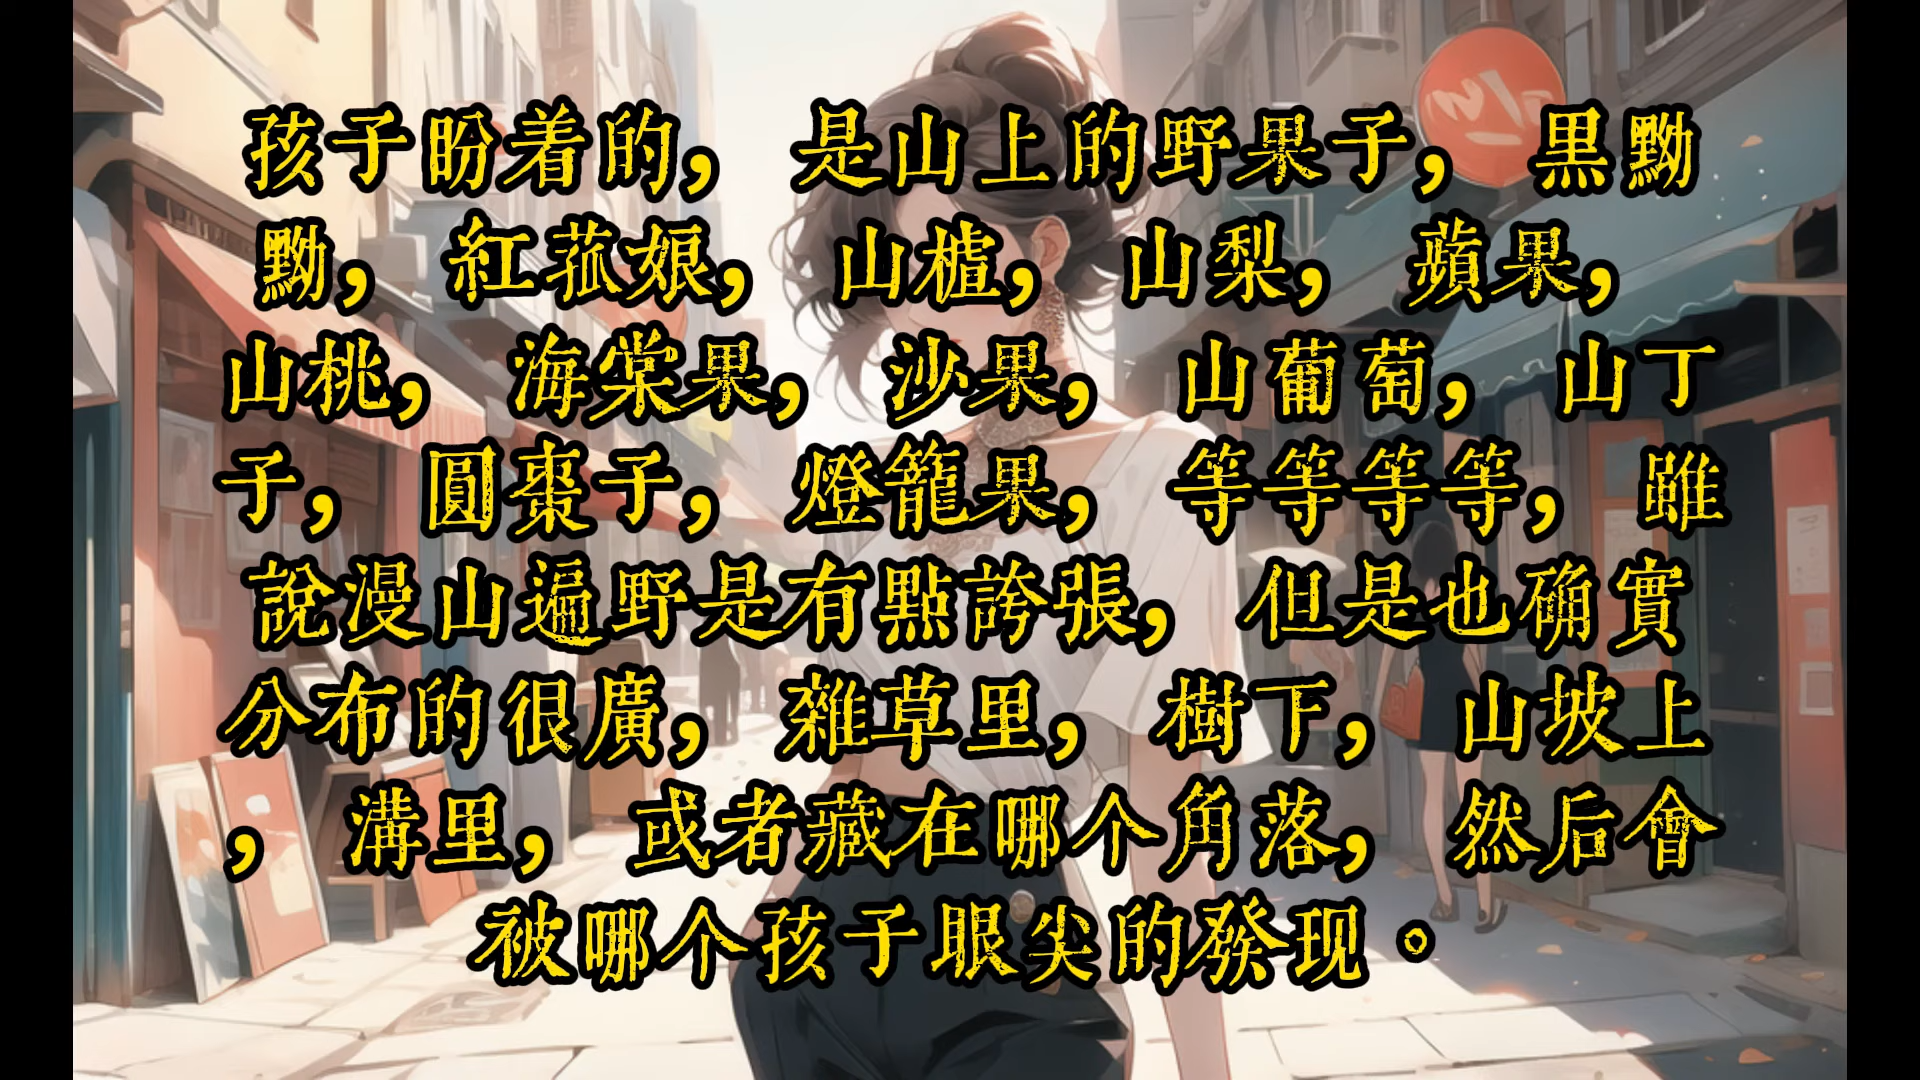 孩子盼着的， 是山上的野果子， 黒黝
黝， 紅菰娘， 山樝， 山梨， 蘋果，
山桃， 海棠果， 沙果， 山葡萄， 山丁
子， 圓棗子， 燈籠果， 等等等等， 雖
說漫山遍野是有點誇張， 但是也确實
分布的很廣， 雜草里， 樹下， 山坡上
， 溝里， 或者藏在哪个角落， 然后會
被哪个孩子眼尖的發现。